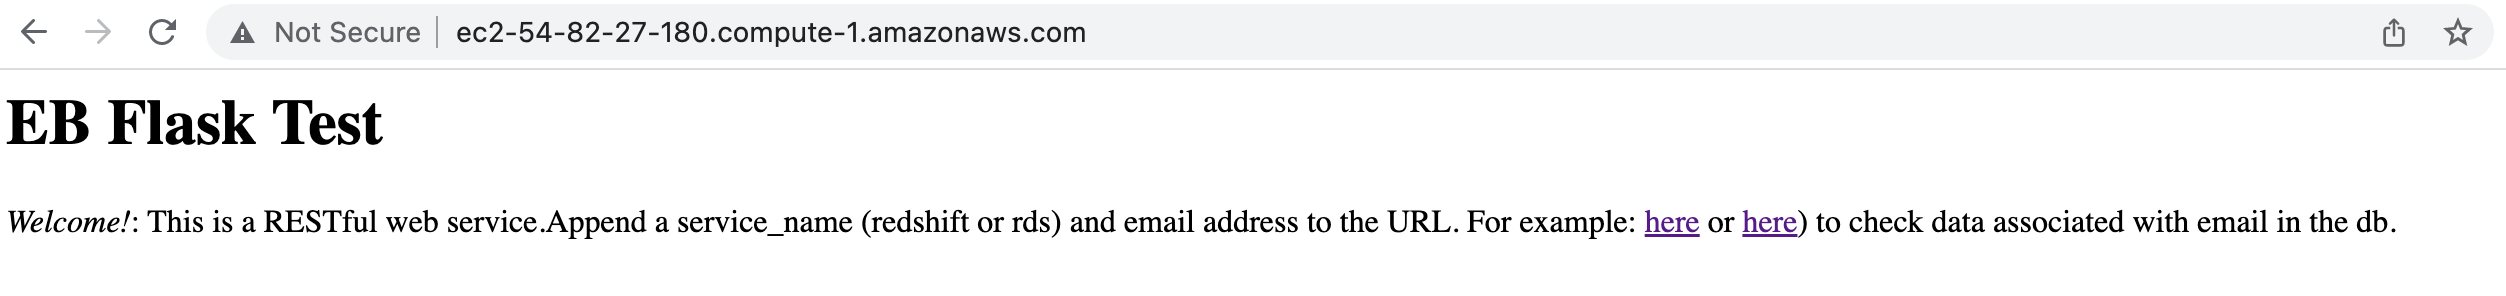 Not Secure ec2-54-82-27-180.compute-1.amazonaws.com
EB Flask Test
Welcome!: This is a RESTful web service.Append a service_name (redshift or rds) and email address to the URL. For example: here or here) to check data associated with email in the db.